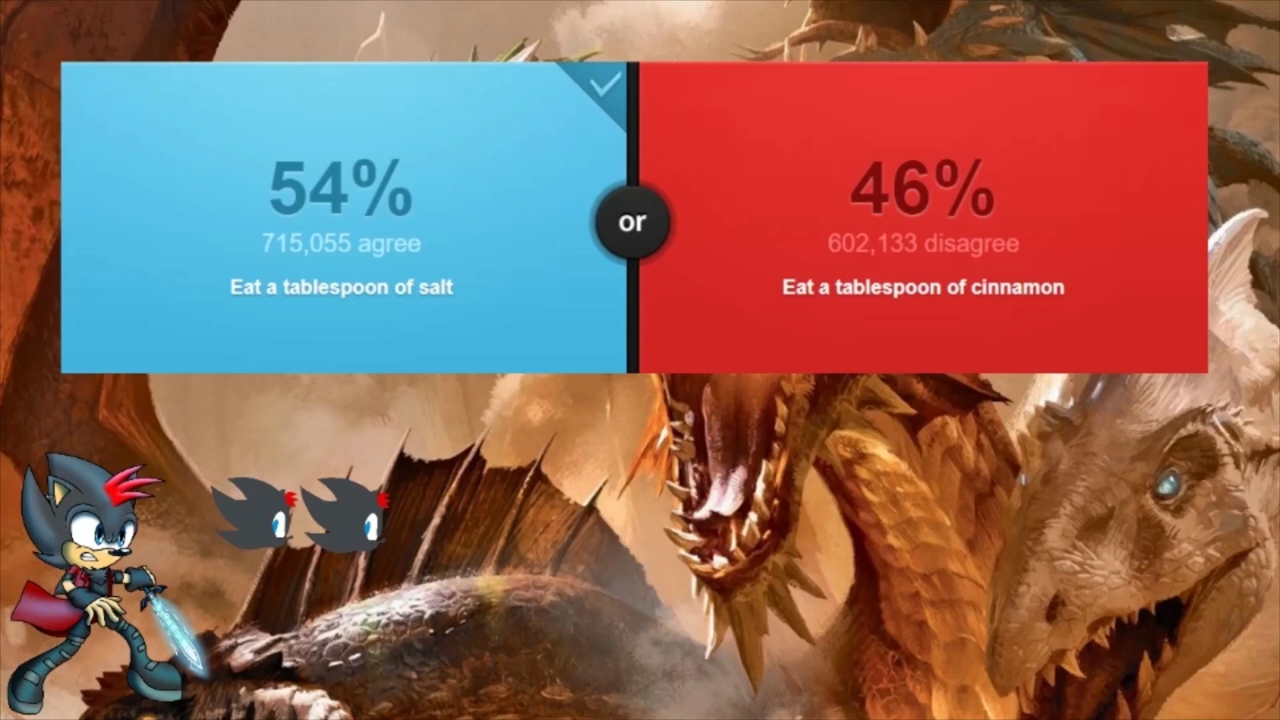 54%
715,055 agree
Eat a tablespoon of salt
or
46%
602,133 disagree
Eat a tablespoon of cinnamon